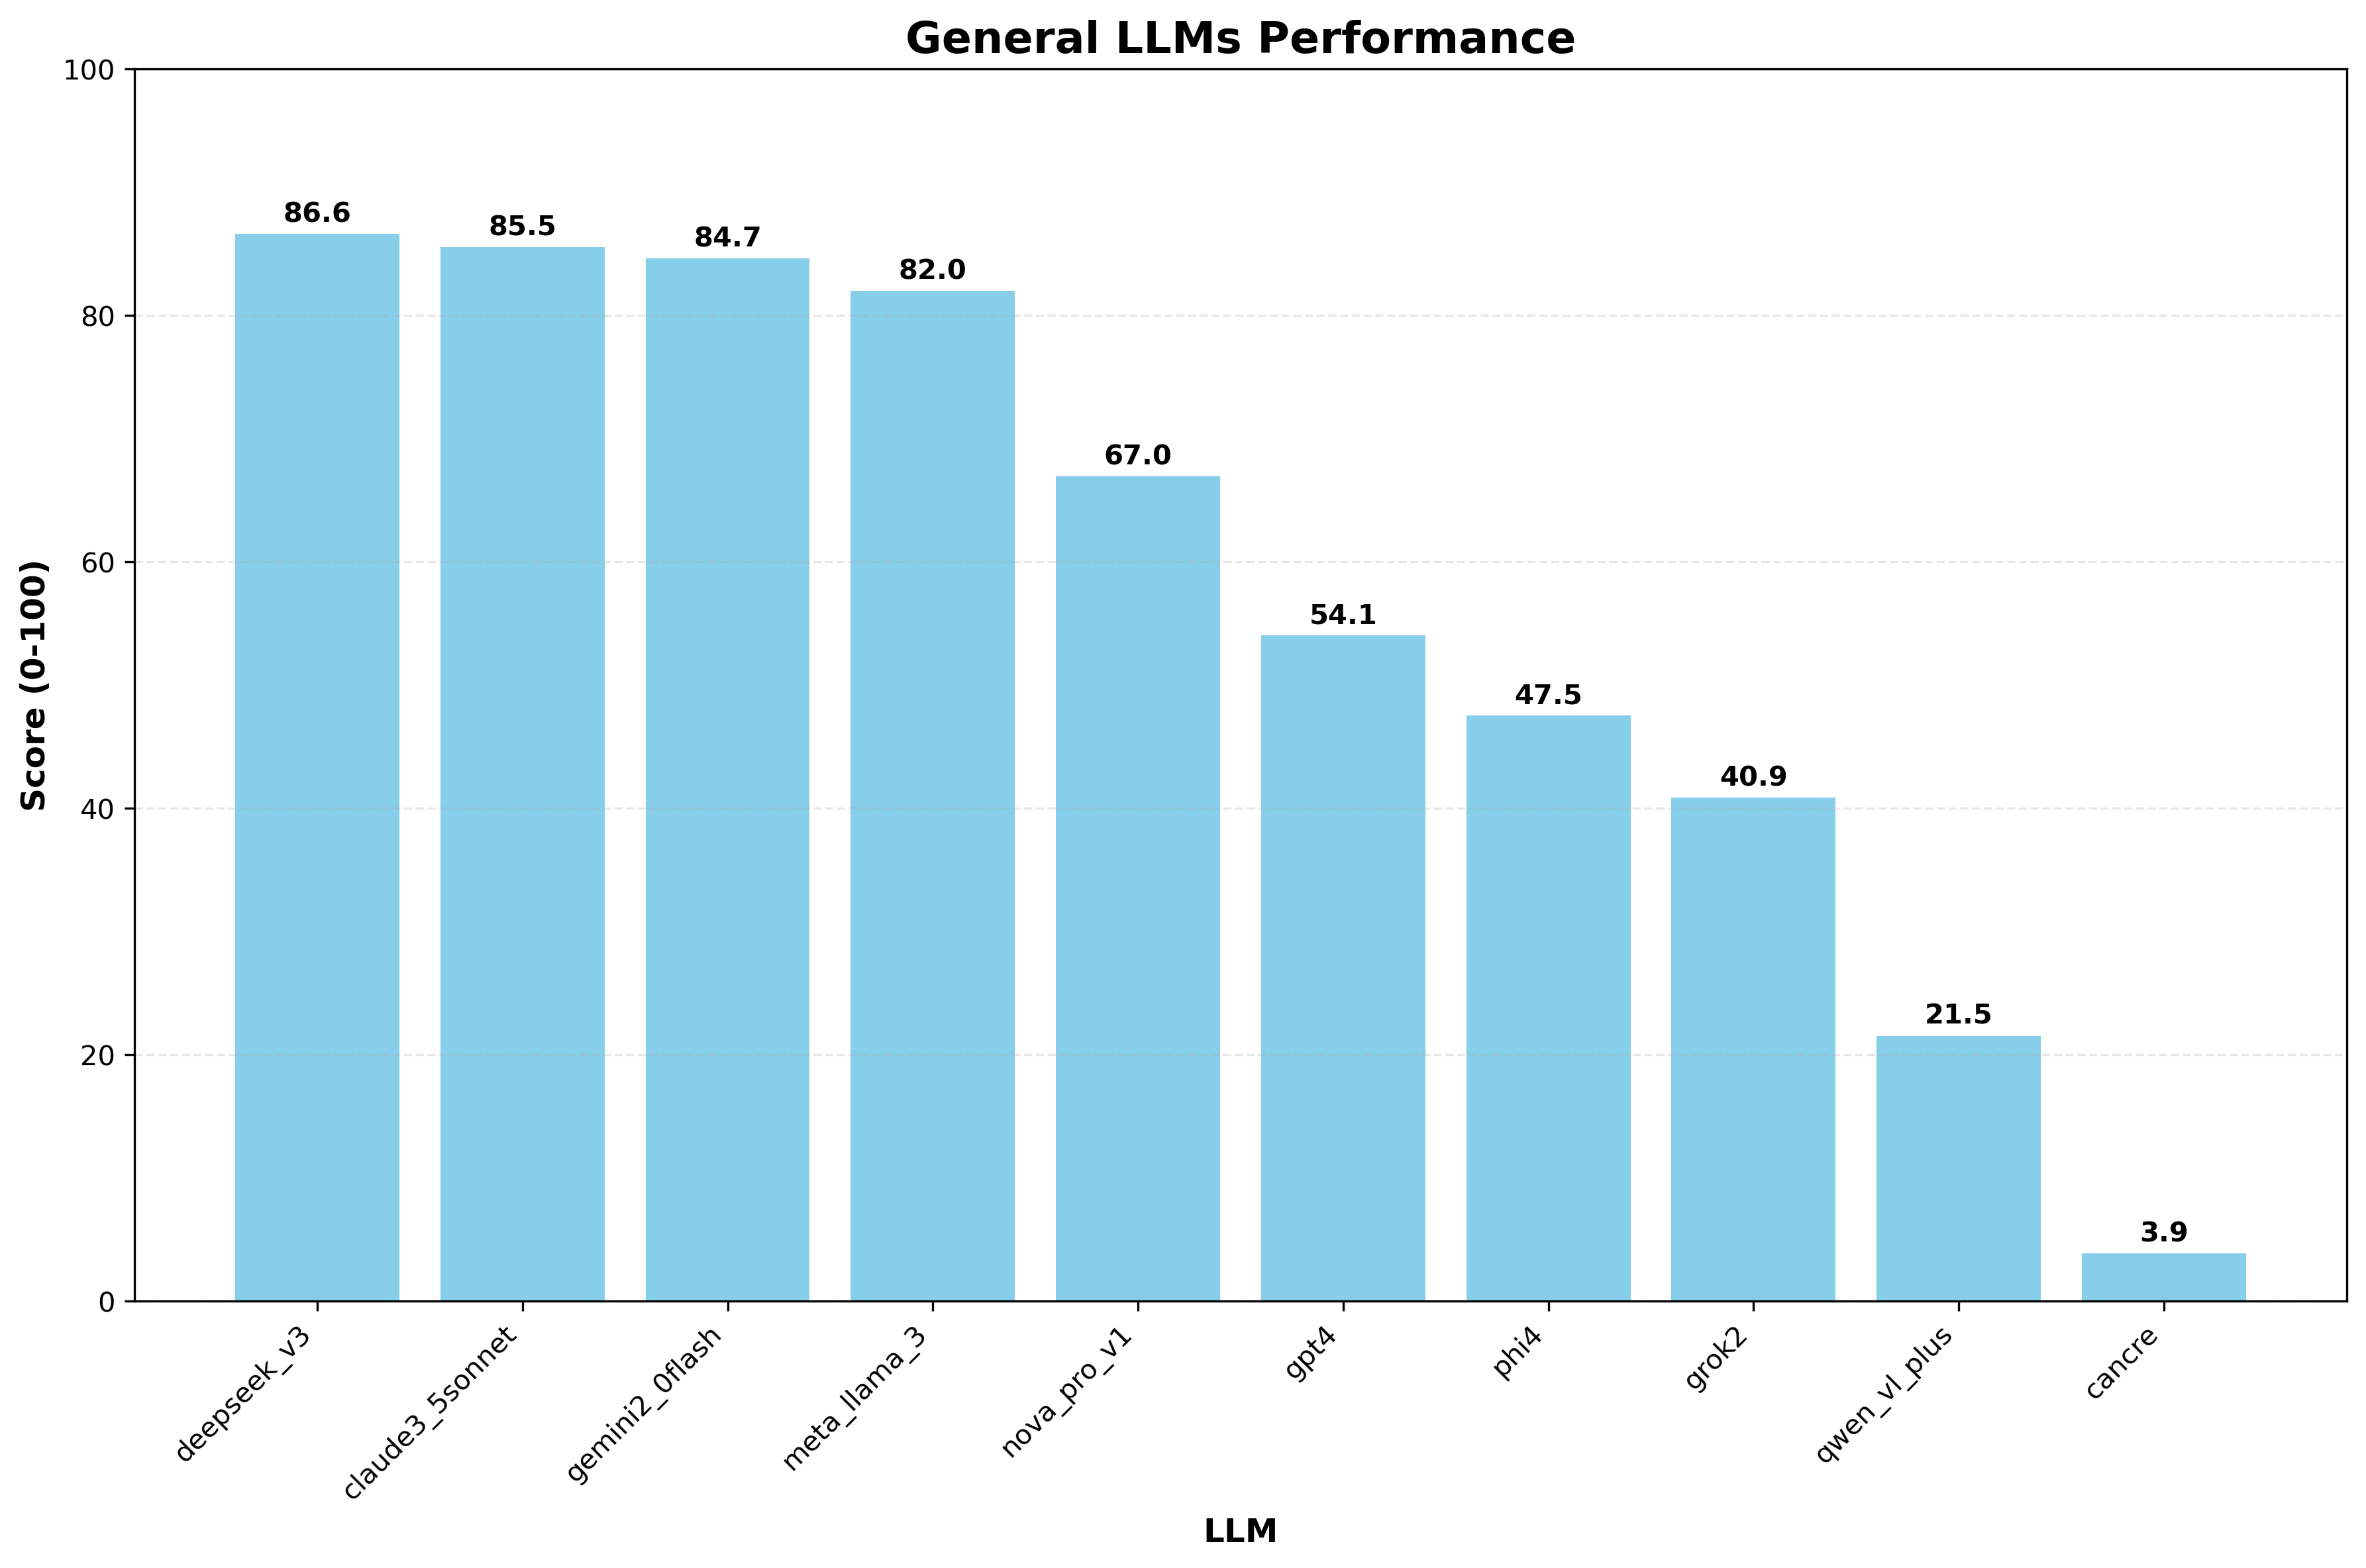 General LLMs Performance
100
80
60
40
20
0
Score (0-100)
86.6
85.5
84.7
82.0
67.0
54.1
47.5
40.9
21.5
3.9
deepseek_v3
claude3_5sonnet
gemini2_0flash
meta_llama_3
nova_pro_v1
gpt4
phi4
grok2
qwen_vl_plus
cancre
LLM